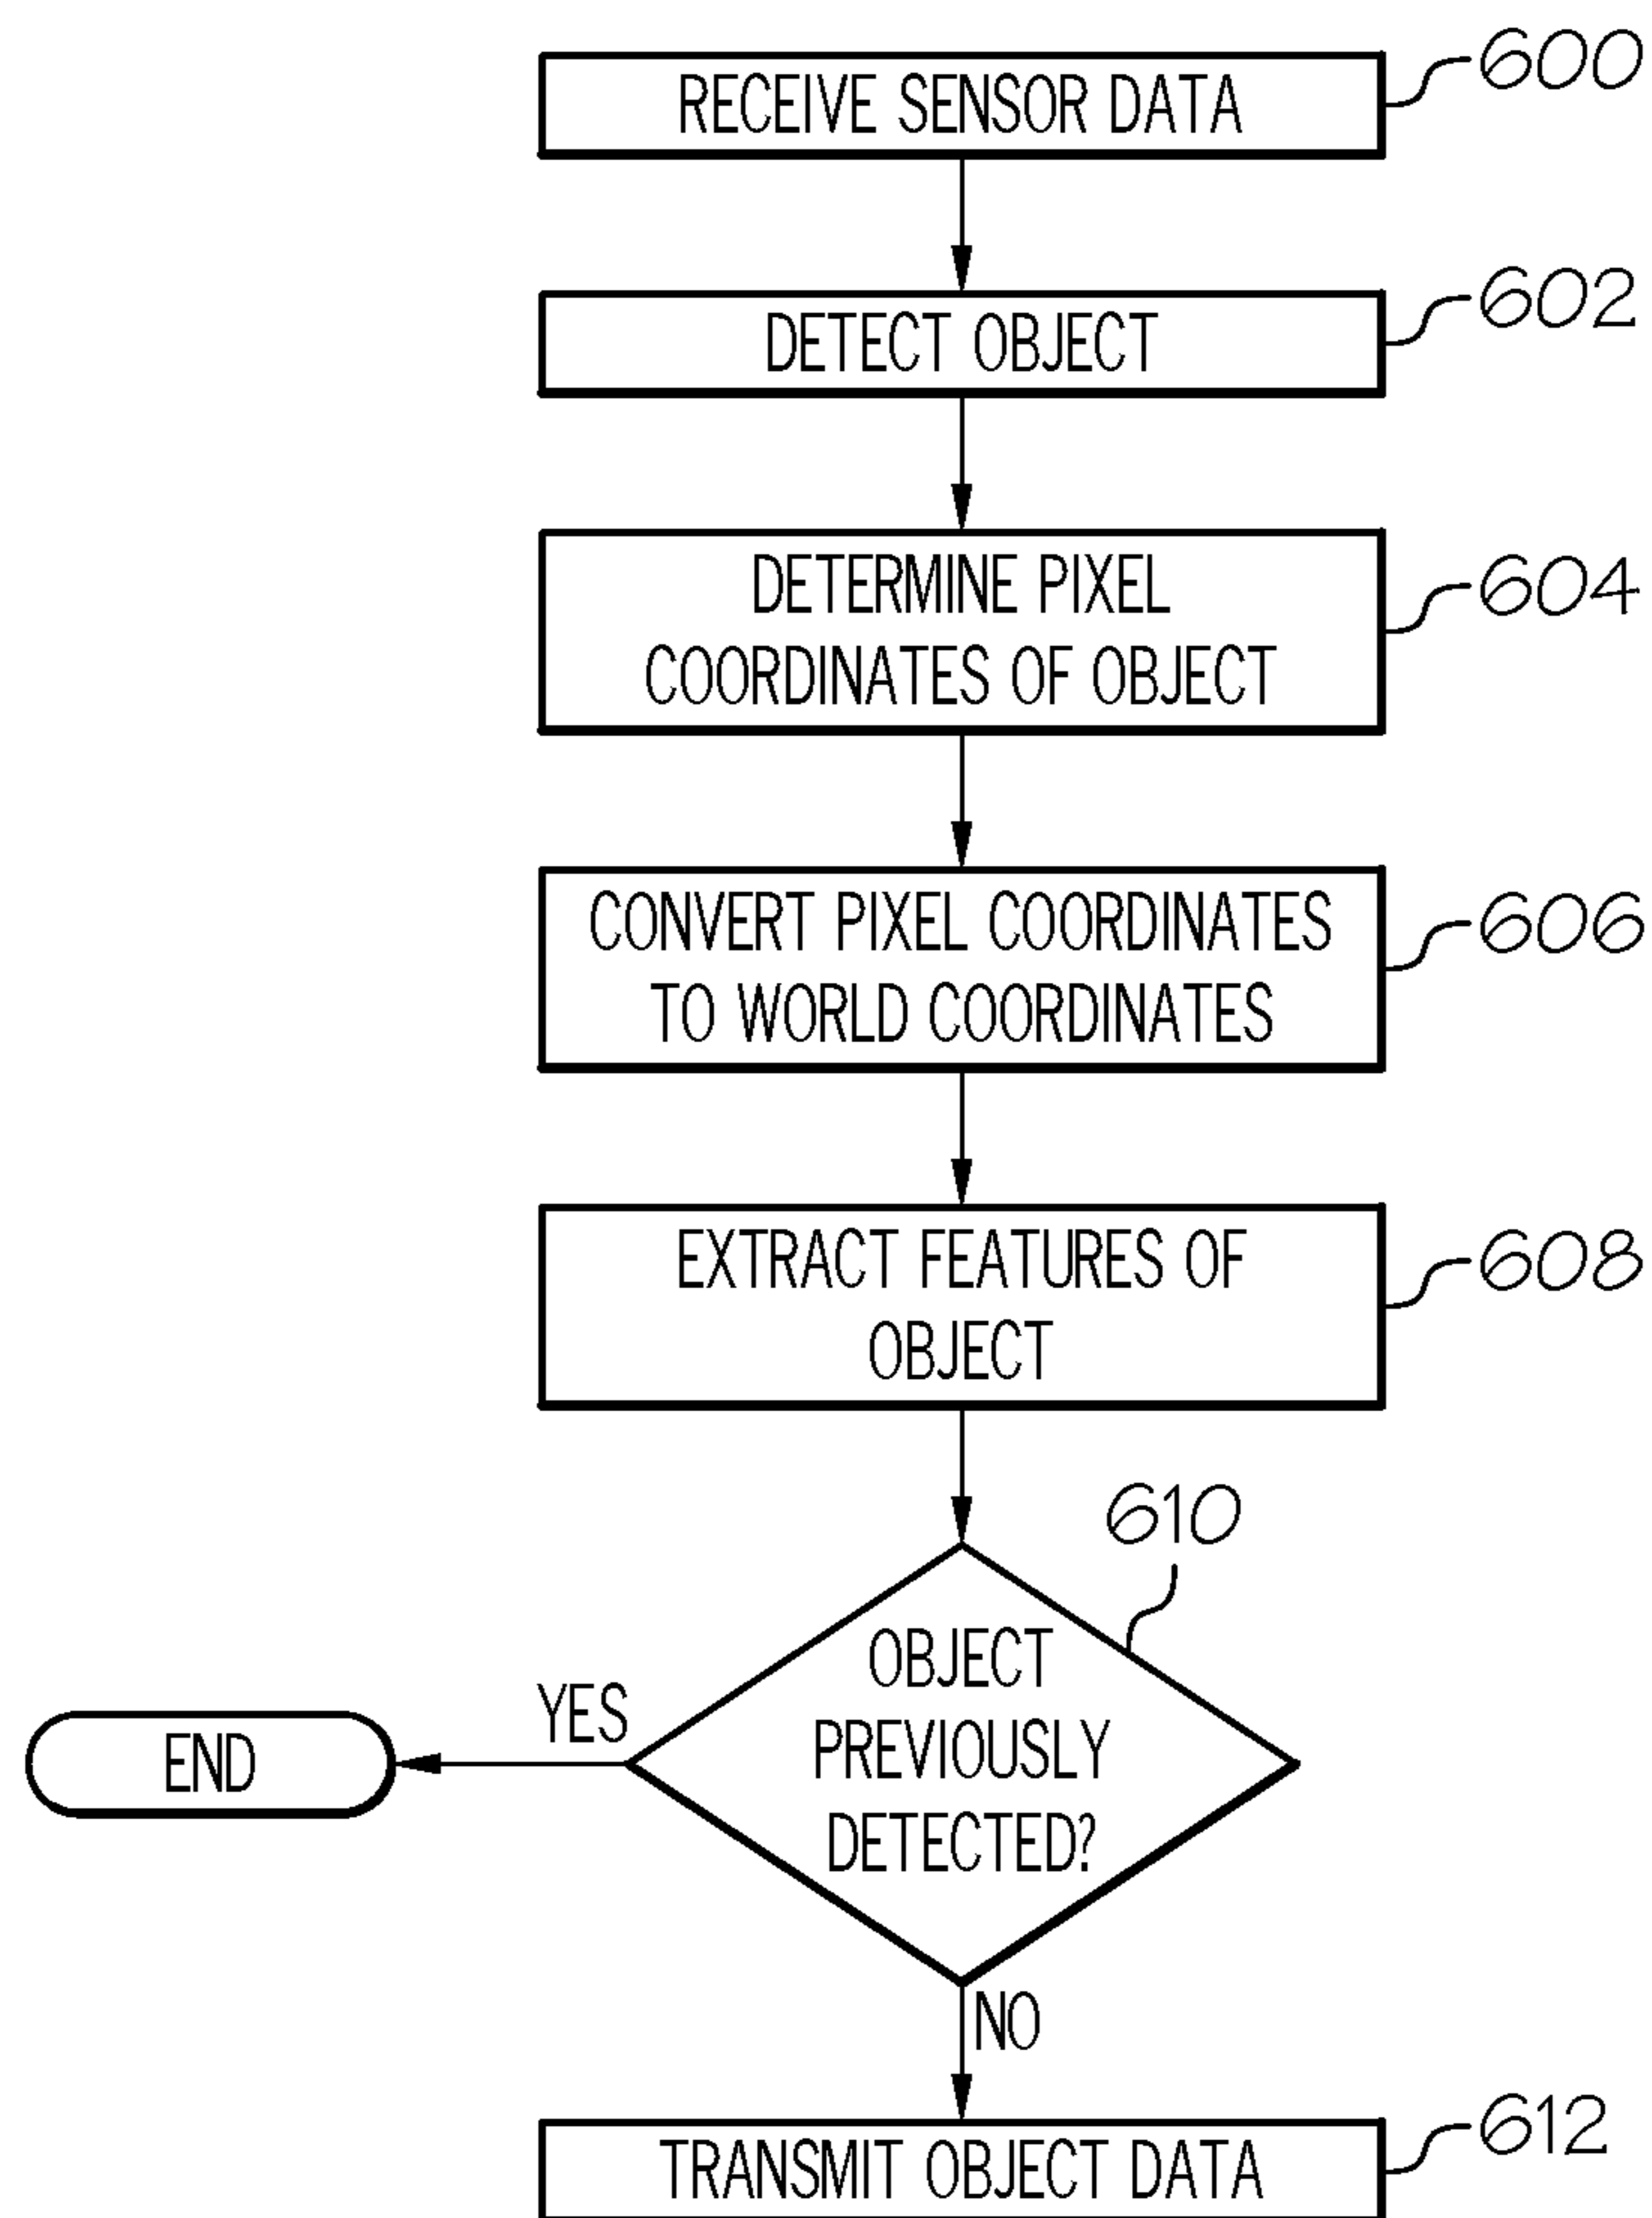 RECEIVE SENSOR DATA
600
DETECT OBJECT
602
DETERMINE PIXEL
COORDINATES OF OBJECT
604
CONVERT PIXEL COORDINATES
TO WORLD COORDINATES
606
EXTRACT FEATURES OF
OBJECT
608
610
OBJECT
PREVIOUSLY
DETECTED?
YES
END
NO
TRANSMIT OBJECT DATA
612